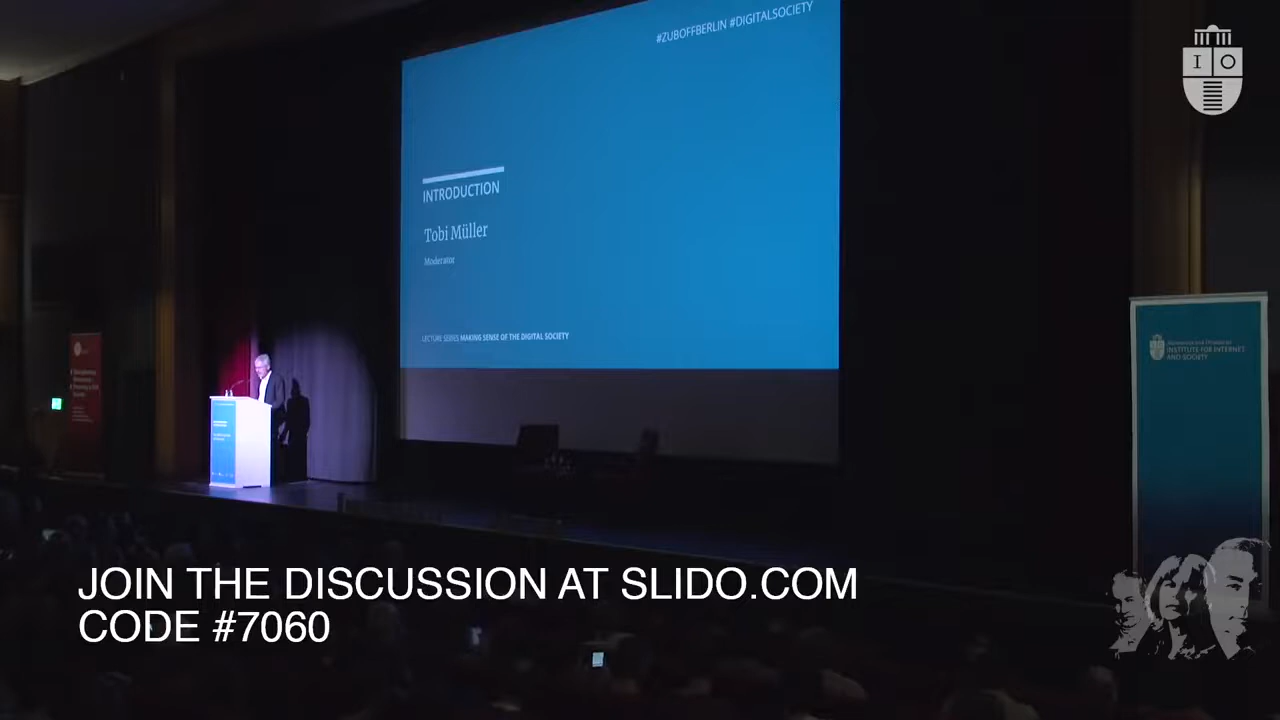 #ZUBOFFBERLIN #DIGITALSOCIETY
I O
INTRODUCTION
Tobi Müller
Moderator
LECTURE SERIES MAKING SENSE OF THE DIGITAL SOCIETY
INSTITUTE FOR INTERNET
AND SOCIETY
JOIN THE DISCUSSION AT SLIDO.COM
CODE #7060